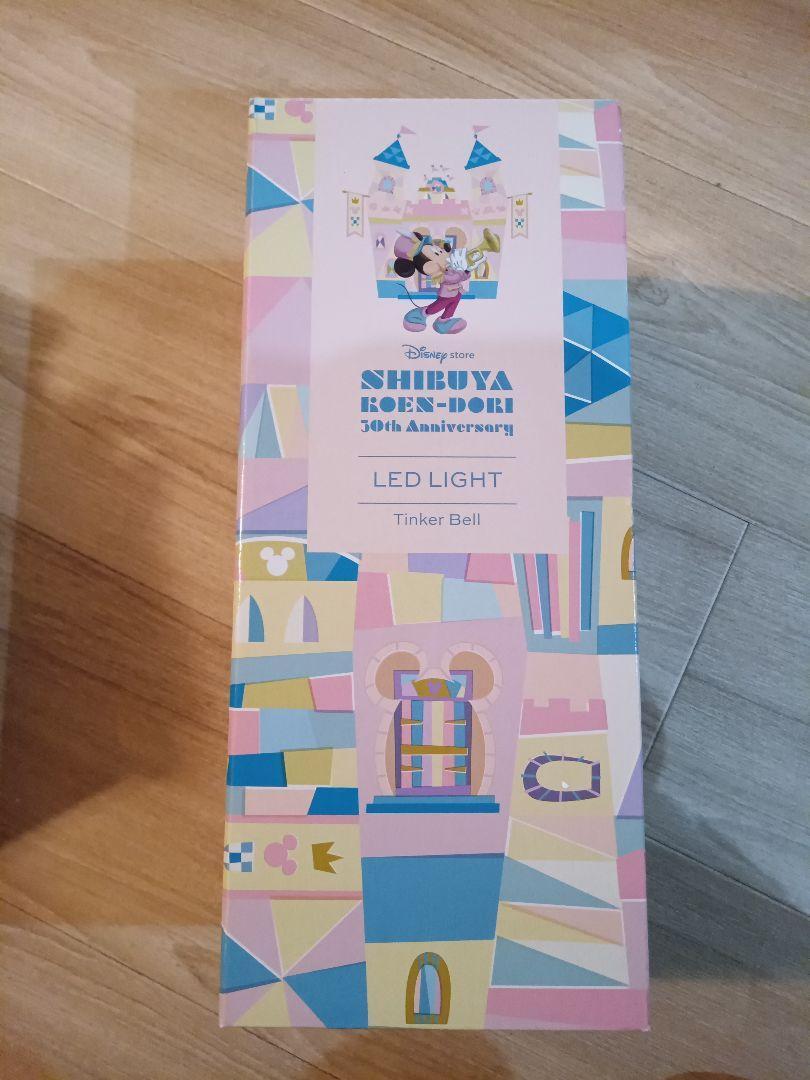 Disney store
SHIBUYA
KOEN-DORI
30th Anniversary
LED LIGHT
Tinker Bell